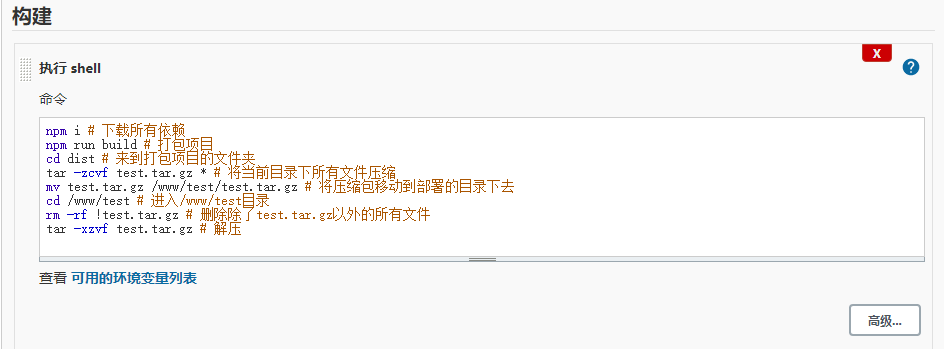 构建
X
执行 shell
?
命令
npm i # 下载所有依赖
npm run build # 打包项目
cd dist # 来到打包项目的文件夹
tar -zcvf test.tar.gz * # 将当前目录下所有文件压缩
mv test.tar.gz /www/test/test.tar.gz # 将压缩包移动到部署的目录下去
cd /www/test # 进入/www/test目录
rm -rf !test.tar.gz # 删除除了test.tar.gz以外的所有文件
tar -xzvf test.tar.gz # 解压
查看 可用的环境变量列表
高级...